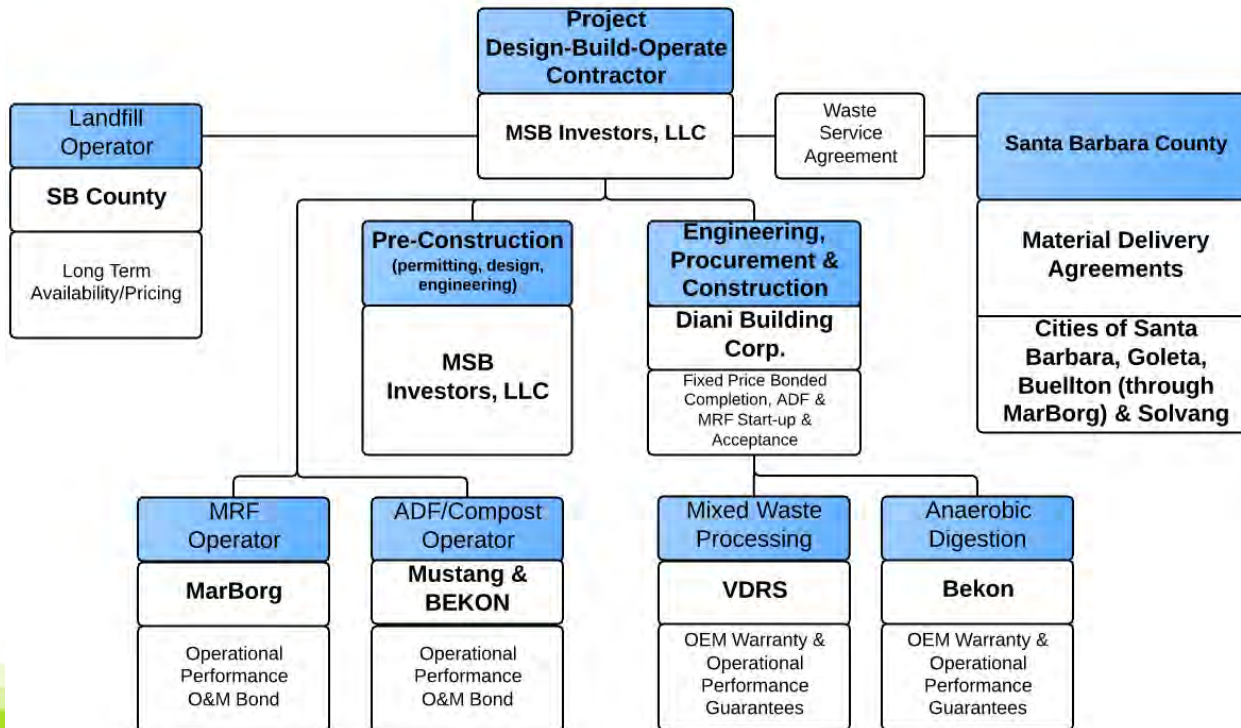 Project
Design-Build-Operate
Contractor
MSB Investors, LLC
Landfill
Operator
SB County
Long Term
Availability/Pricing
Waste
Service
Agreement
Santa Barbara County
Material Delivery
Agreements
Cities of Santa
Barbara, Goleta,
Buellton (through
MarBorg) & Solvang
Pre-Construction
(permitting, design,
engineering)
MSB
Investors, LLC
Engineering,
Procurement &
Construction
Diani Building
Corp.
Fixed Price Bonded
Completion, ADF &
MRF Start-up &
Acceptance
MRF
Operator
MarBorg
Operational
Performance
O&M Bond
ADF/Compost
Operator
Mustang &
BEKON
Operational
Performance
O&M Bond
Mixed Waste
Processing
VDRS
OEM Warranty &
Operational
Performance
Guarantees
Anaerobic
Digestion
Bekon
OEM Warranty &
Operational
Performance
Guarantees